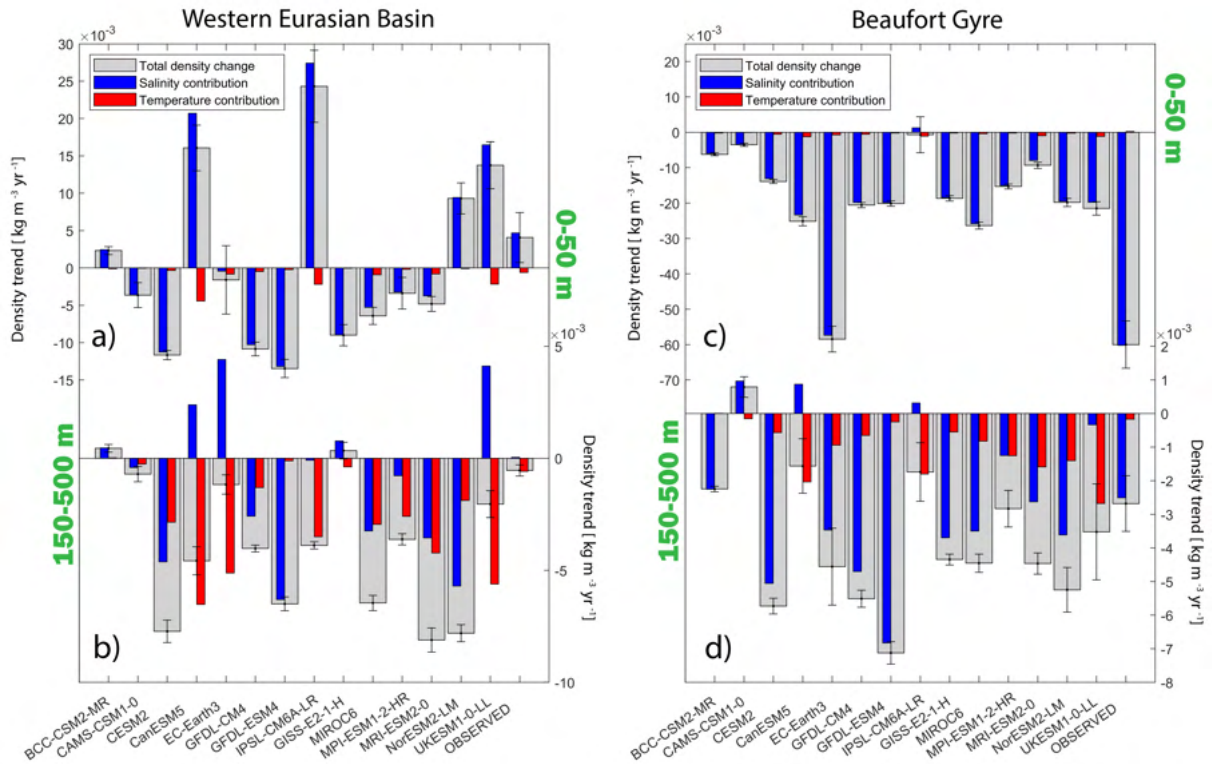 Western Eurasian Basin
Beaufort Gyre
×10⁻³
30
25
20
15
10
5
0
-5
-10
-15
Total density change
Salinity contribution
Temperature contribution
Density trend [ kg m⁻³ yr⁻¹]
0-50 m
a)
×10⁻³
5
0
-5
-10
150-500 m
b)
Density trend [ kg m⁻³ yr⁻¹]
BCC-CSM2-MR
CAMS-CSM1-0
CESM2
CanESM5
EC-Earth3
GFDL-CM4
GFDL-ESM4
IPSL-CM6A-LR
GISS-E2-1-H
MIROC6
MPI-ESM1-2-HR
MRI-ESM2-0
NorESM2-LM
UKESM1-0-LL
OBSERVED
×10⁻³
20
10
0
-10
-20
-30
-40
-50
-60
-70
Total density change
Salinity contribution
Temperature contribution
Density trend [ kg m⁻³ yr⁻¹]
0-50 m
c)
×10⁻³
2
1
0
-1
-2
-3
-4
-5
-6
-7
-8
150-500 m
d)
Density trend [ kg m⁻³ yr⁻¹]
BCC-CSM2-MR
CAMS-CSM1-0
CESM2
CanESM5
EC-Earth3
GFDL-CM4
GFDL-ESM4
IPSL-CM6A-LR
GISS-E2-1-H
MIROC6
MPI-ESM1-2-HR
MRI-ESM2-0
NorESM2-LM
UKESM1-0-LL
OBSERVED